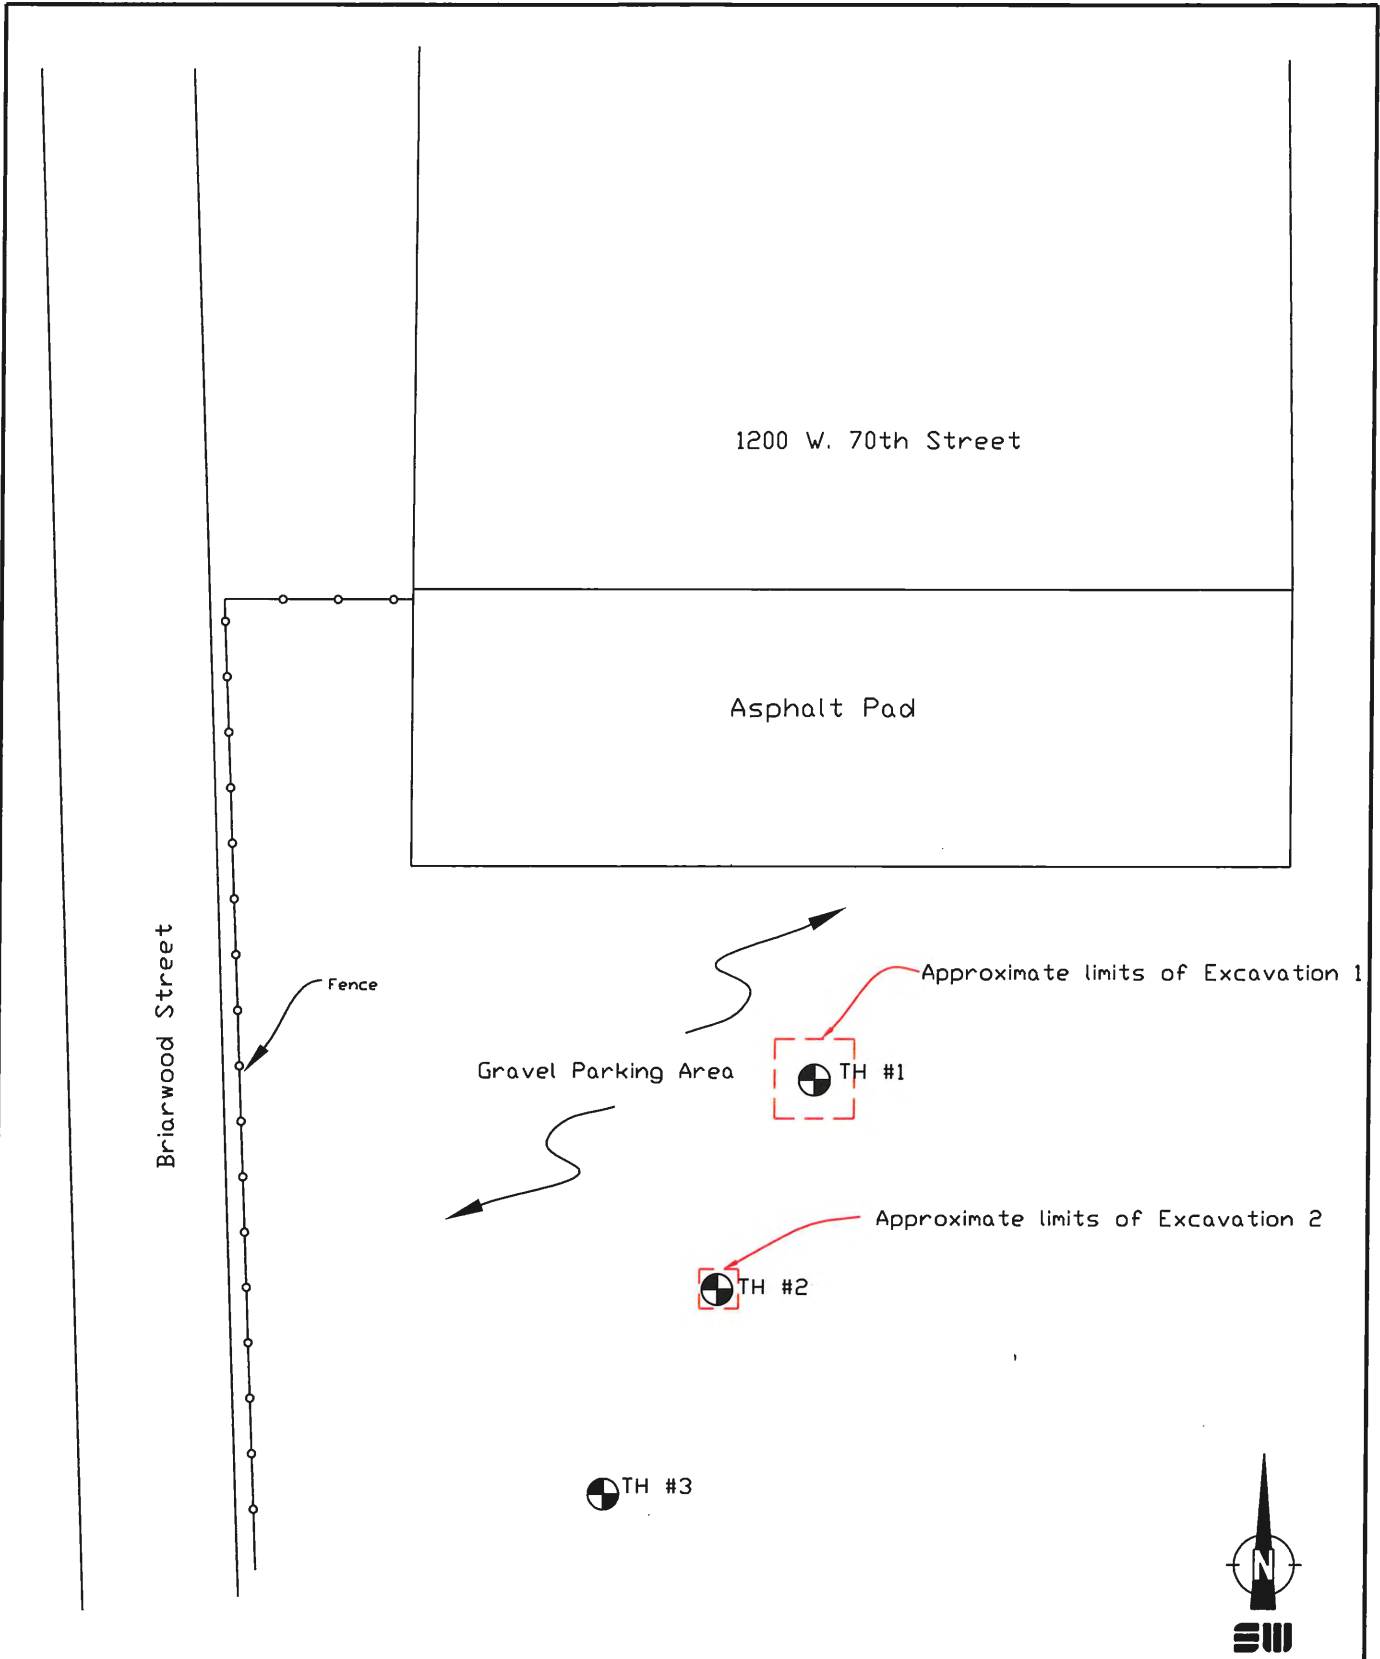 1200 W. 70th Street
Asphalt Pad
Briarwood Street
Fence
Approximate limits of Excavation 1
Gravel Parking Area
TH #1
Approximate limits of Excavation 2
TH #2
TH #3
N
SW